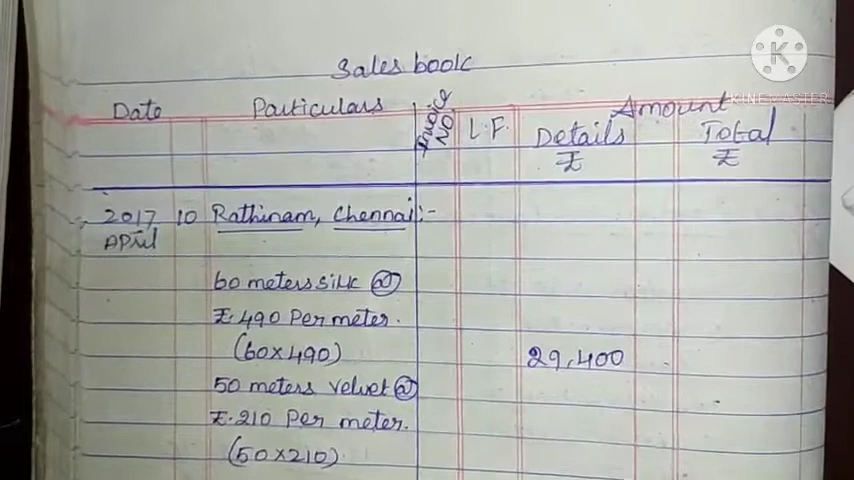 Sales book
Date Particulars Invoice NO L.F. Amount
Details ₹ Total ₹
2017 April 10 Rathinam, Chennai:-
60 meters silk @
₹.490 Per meter.
(60x490) 29,400
50 meters velvet @
₹.210 Per meter.
(50x210)
K
KINEMASTER